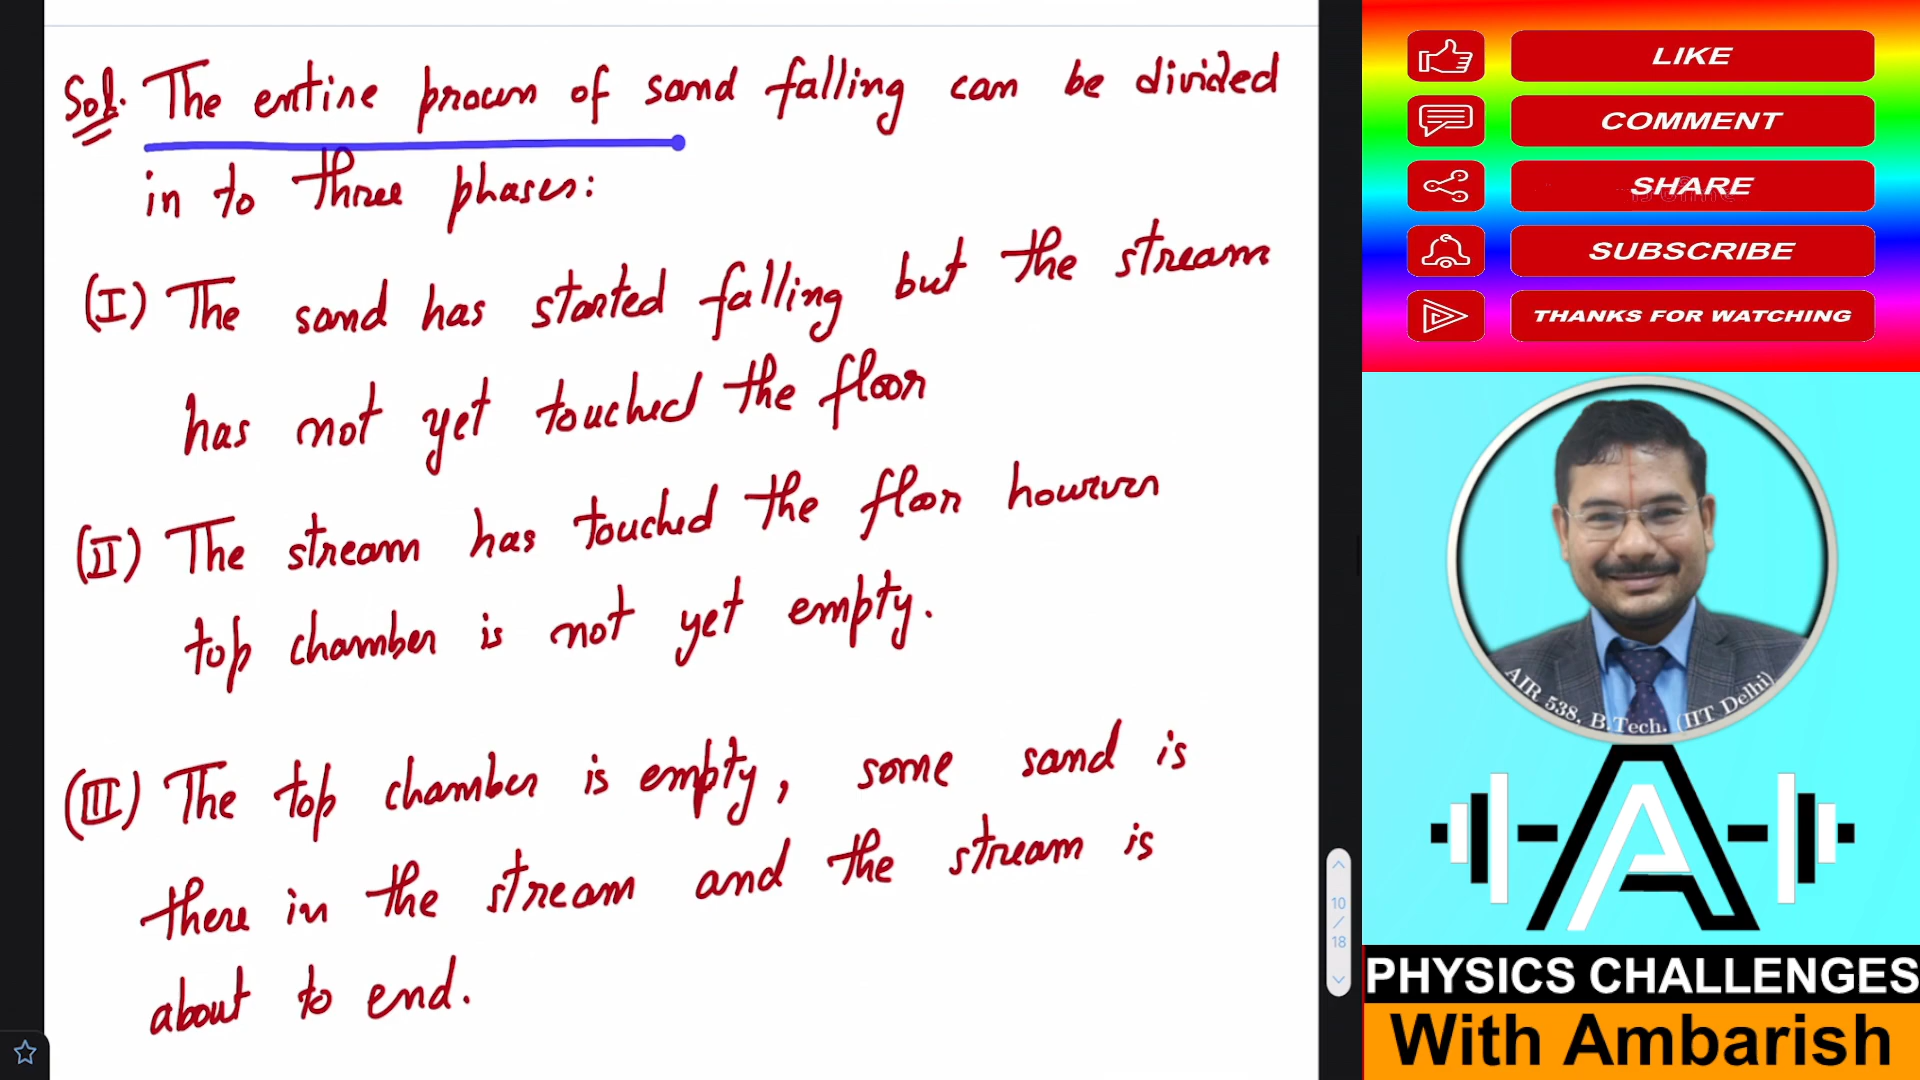 Sol. The entire process of sand falling can be divided
in to three phases:
(I) The sand has started falling but the stream
has not yet touched the floor
(II) The stream has touched the floor however
top chamber is not yet empty.
(III) The top chamber is empty, some sand is
there in the stream and the stream is
about to end.
10
/
18
LIKE
COMMENT
SHARE
SUBSCRIBE
THANKS FOR WATCHING
AIR 538, B.Tech. (IIT Delhi)
A
PHYSICS CHALLENGES
With Ambarish